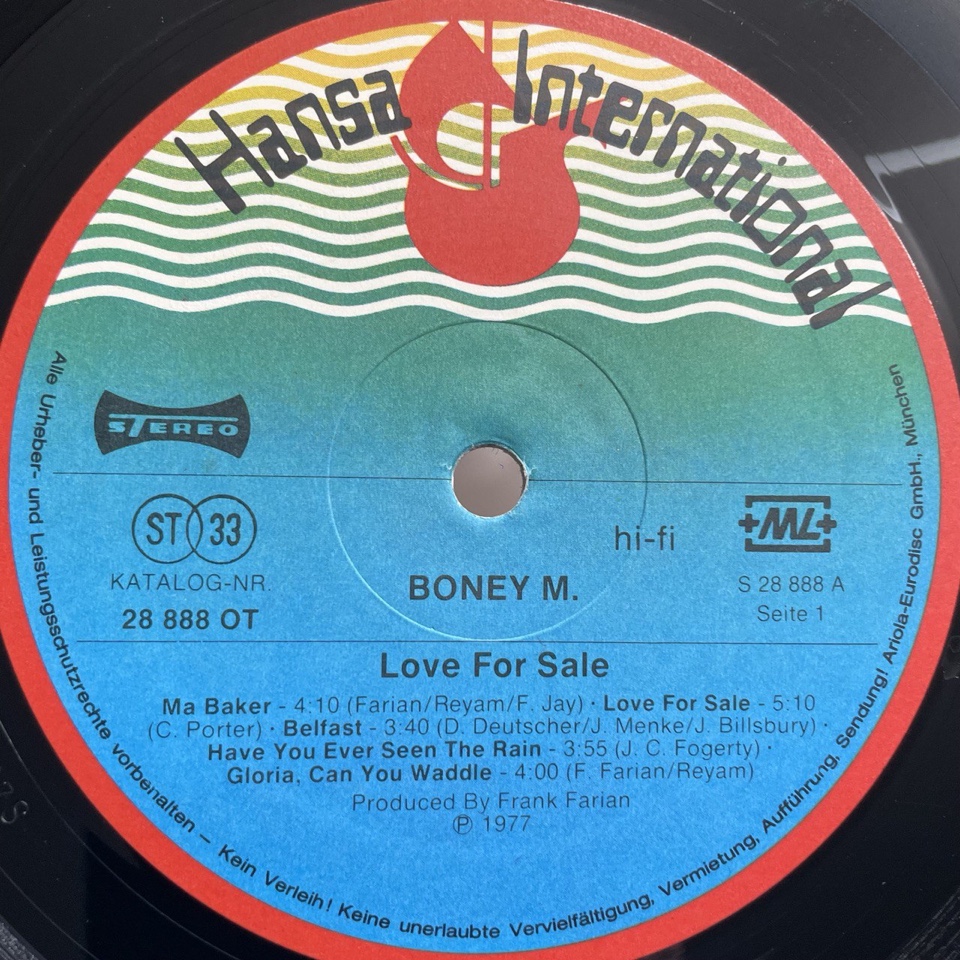 Hansa International
STEREO
ST 33
hi-fi
ML
KATALOG-NR.
28 888 OT
BONEY M.
S 28 888 A
Seite 1
Love For Sale
Ma Baker - 4:10 (Farian/Reyam/F. Jay) · Love For Sale - 5:10
(C. Porter) · Belfast - 3:40 (D. Deutscher/J. Menke/J. Billsbury) ·
Have You Ever Seen The Rain - 3:55 (J. C. Fogerty) ·
Gloria, Can You Waddle - 4:00 (F. Farian/Reyam)
Produced By Frank Farian
℗ 1977
Alle Urheber- und Leistungsschutzrechte vorbehalten – Kein Verleih! Keine unerlaubte Vervielfältigung, Vermietung, Aufführung, Sendung! Ariola-Eurodisc GmbH., München